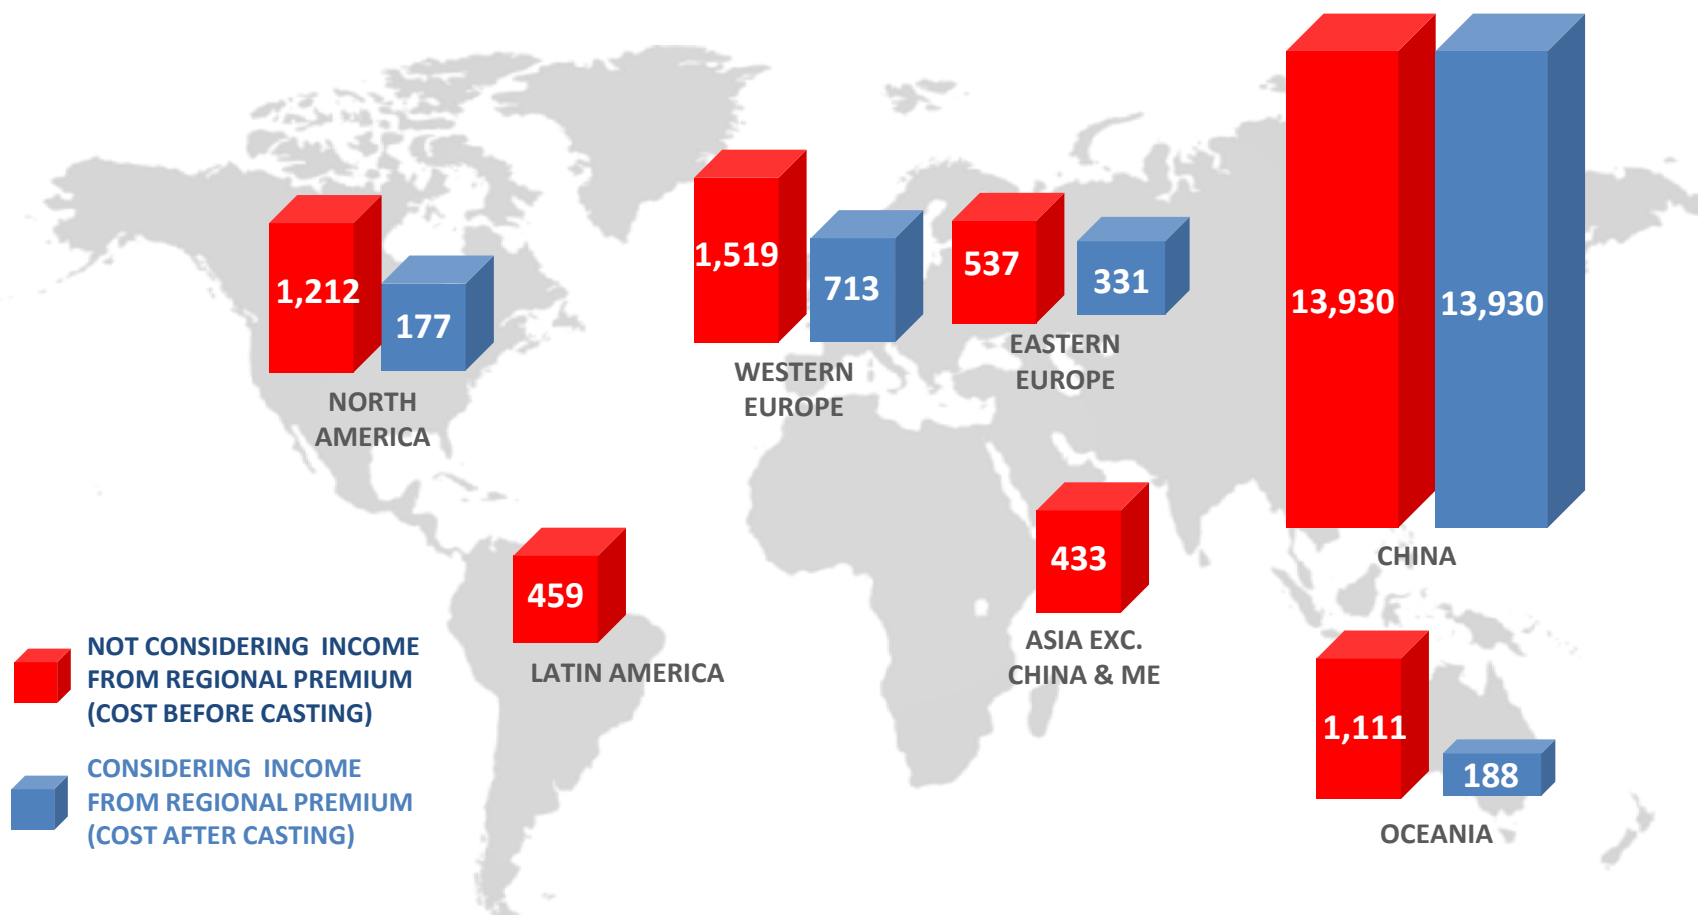 1,212
177
NORTH
AMERICA
1,519
713
WESTERN
EUROPE
537
331
EASTERN
EUROPE
13,930
13,930
CHINA
459
LATIN AMERICA
433
ASIA EXC.
CHINA & ME
1,111
188
OCEANIA
NOT CONSIDERING INCOME
FROM REGIONAL PREMIUM
(COST BEFORE CASTING)
CONSIDERING INCOME
FROM REGIONAL PREMIUM
(COST AFTER CASTING)